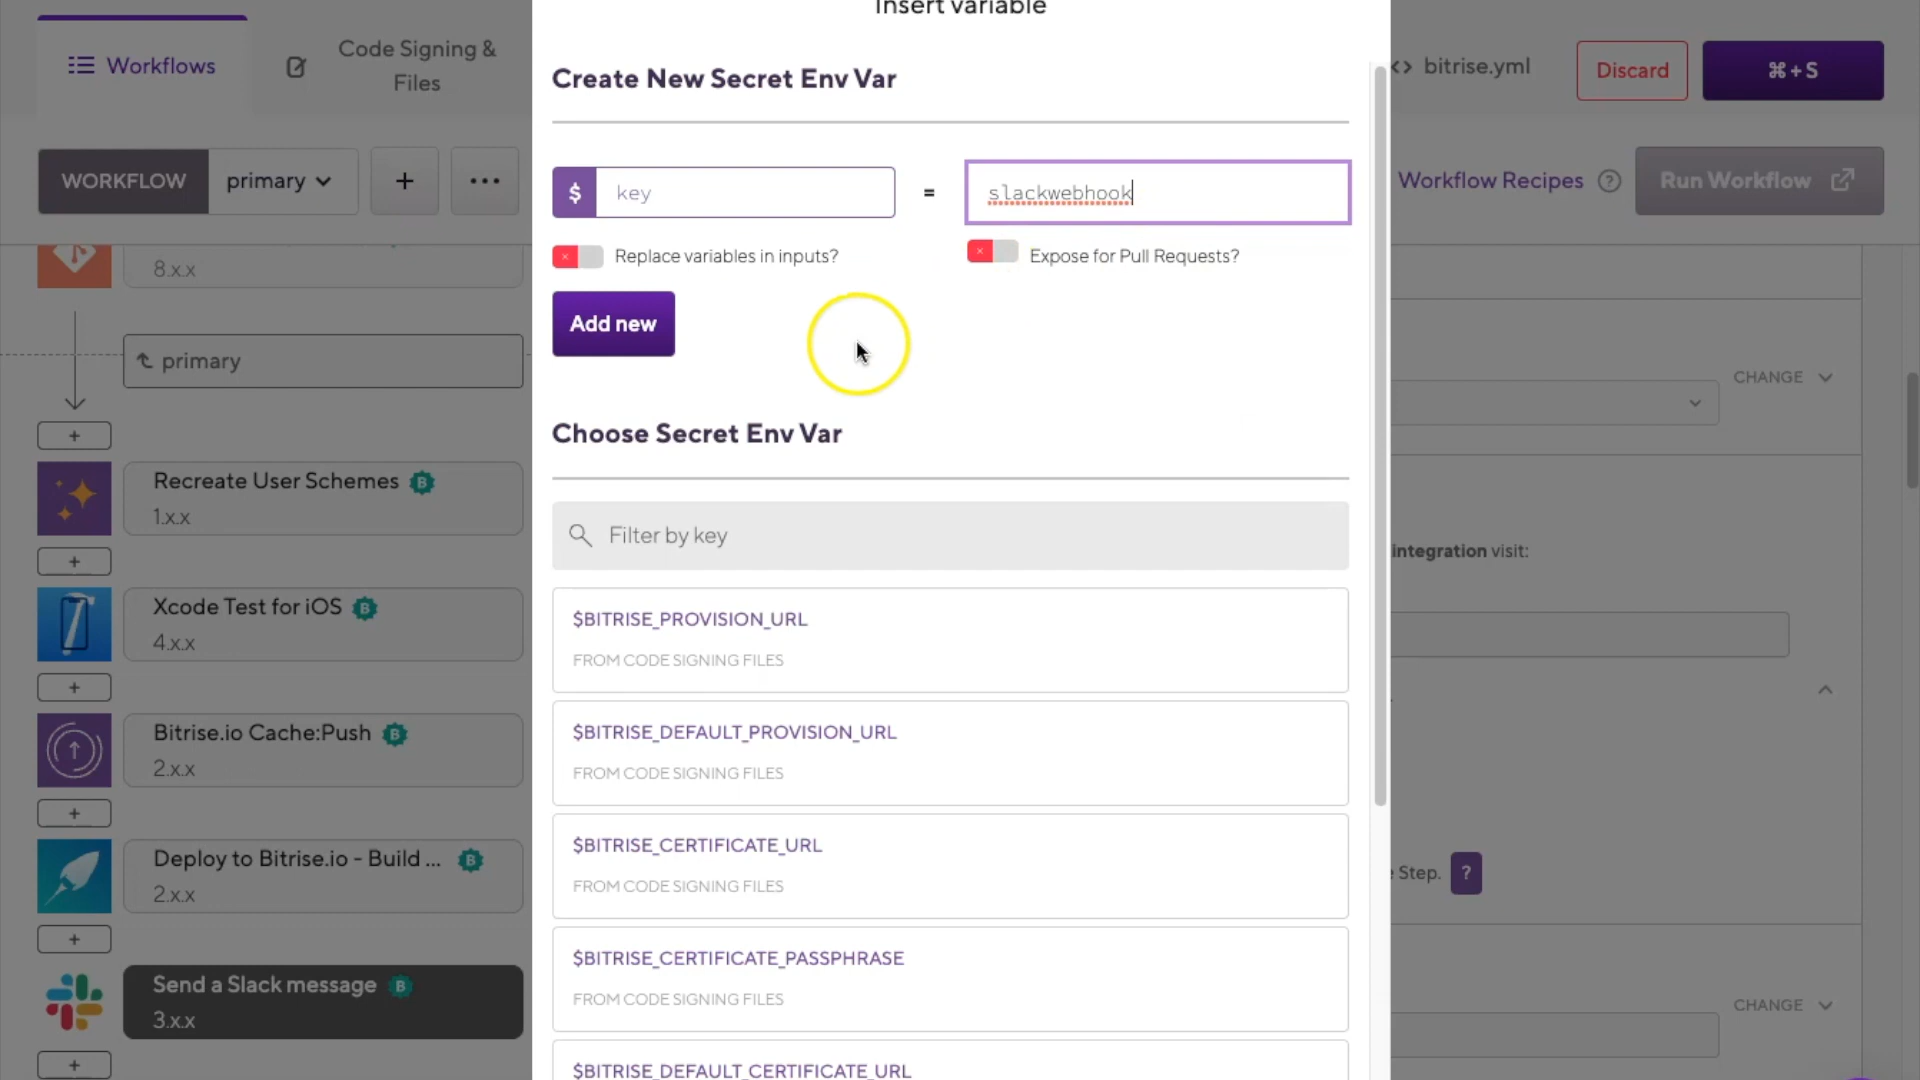 Insert variable
Workflows
Code Signing &
Files
<> bitrise.yml
Discard
⌘+S
Create New Secret Env Var
WORKFLOW
primary
+
...
Workflow Recipes
?
Run Workflow
$
key
=
slackwebhook
Replace variables in inputs?
Expose for Pull Requests?
Add new
8.x.x
primary
CHANGE
Choose Secret Env Var
Filter by key
+
Recreate User Schemes B
1.x.x
+
Xcode Test for iOS B
4.x.x
+
Bitrise.io Cache:Push B
2.x.x
+
Deploy to Bitrise.io - Build ... B
2.x.x
+
Send a Slack message B
3.x.x
+
$BITRISE_PROVISION_URL
FROM CODE SIGNING FILES
$BITRISE_DEFAULT_PROVISION_URL
FROM CODE SIGNING FILES
$BITRISE_CERTIFICATE_URL
FROM CODE SIGNING FILES
$BITRISE_CERTIFICATE_PASSPHRASE
FROM CODE SIGNING FILES
$BITRISE_DEFAULT_CERTIFICATE_URL
integration visit:
Step. ?
CHANGE